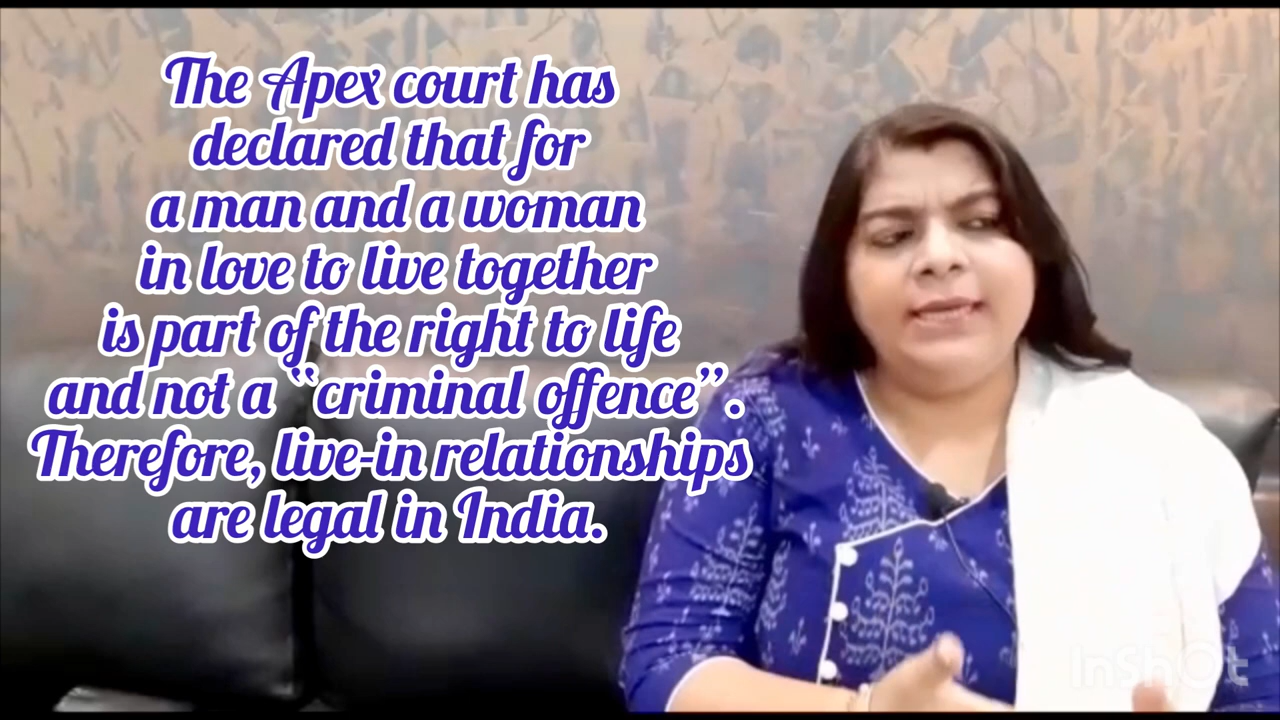 The Apex court has
declared that for
a man and a woman
in love to live together
is part of the right to life
and not a “criminal offence”.
Therefore, live-in relationships
are legal in India.
InShOt